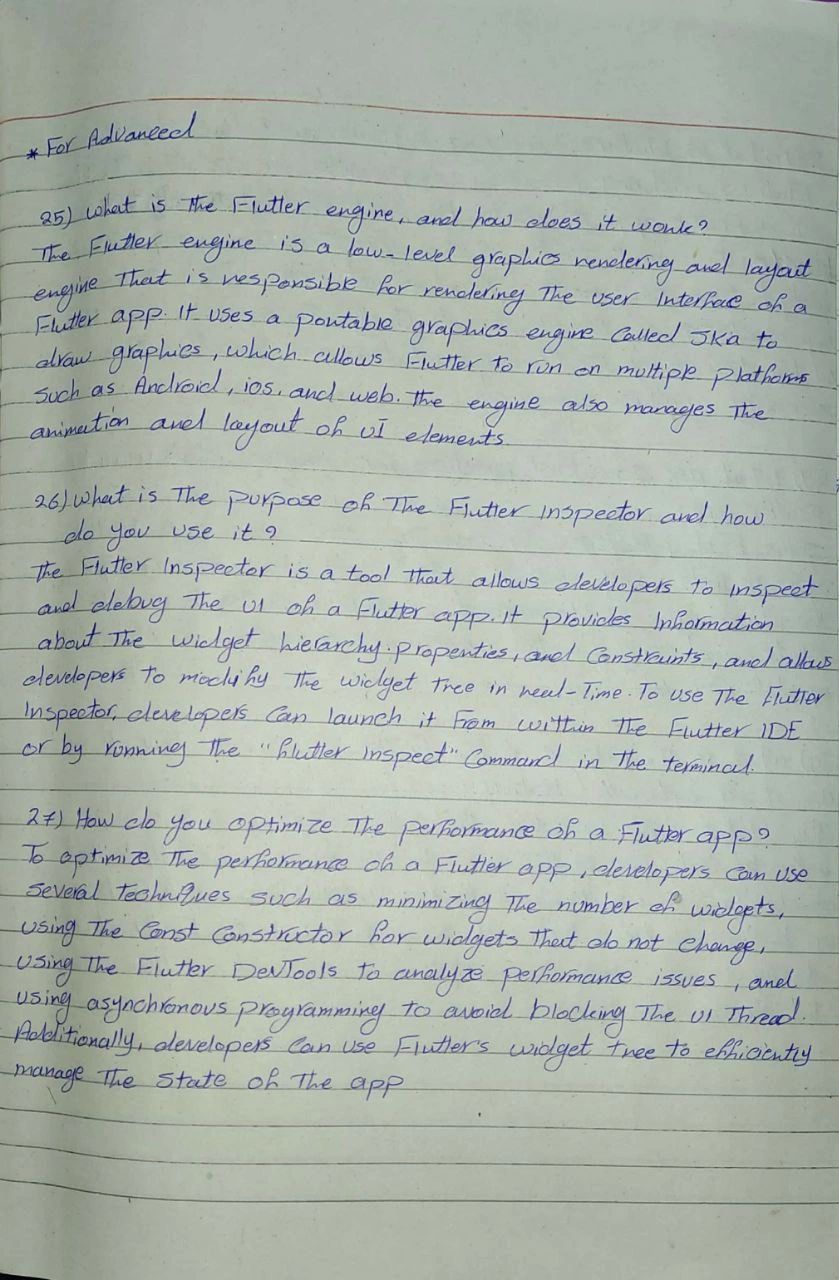 * For Advanced
25) What is The Flutter engine, and how does it work?
The Flutter engine is a low-level graphics rendering and layout
engine That is responsible for rendering The user Interface of a
Flutter app. It uses a portable graphics engine Called Ska to
draw graphics, which allows Flutter to run on multiple platforms
such as Android, ios, and web. The engine also manages The
animation and layout of UI elements.
26) What is The purpose of The Flutter inspector and how
do you use it?
The Flutter Inspector is a tool That allows developers to inspect
and debug The UI of a Flutter app. It provides Information
about The widget hierarchy. properties, and Constraints, and allows
developers to modify The widget Tree in real-Time. To use The Flutter
Inspector, developers Can launch it From within The Flutter IDE
or by running The "flutter inspect" Command in The terminal.
27) How do you optimize The performance of a Flutter app?
To optimize The performance of a Flutter app, developers Can use
several Techniques such as minimizing The number of widgets,
using The Const Constructor for widgets That do not change,
using The Flutter DevTools to analyze performance issues, and
using asynchronous programming to avoid blocking The UI Thread.
Additionally, developers Can use Flutter's widget tree to efficiently
manage The State of The app